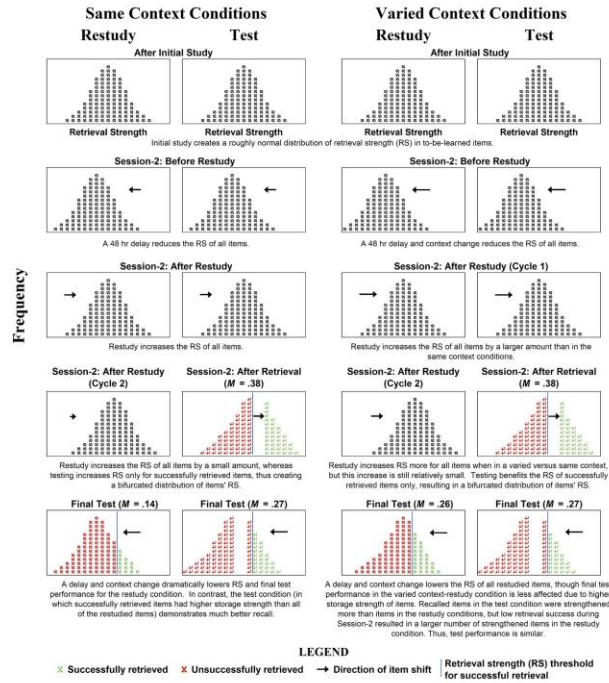 Same Context Conditions
Varied Context Conditions
Restudy
Test
Restudy
Test
After Initial Study
After Initial Study
Retrieval Strength
Retrieval Strength
Retrieval Strength
Retrieval Strength
Initial study creates a roughly normal distribution of retrieval strength (RS) in to-be-learned items.
Session-2: Before Restudy
Session-2: Before Restudy
A 48 hr delay reduces the RS of all items.
A 48 hr delay and context change reduces the RS of all items.
Frequency
Session-2: After Restudy
Session-2: After Restudy (Cycle 1)
Restudy increases the RS of all items.
Restudy increases the RS of all items by a larger amount than in the
same context conditions.
Session-2: After Restudy
(Cycle 2)
Session-2: After Retrieval
(M = .38)
Session-2: After Restudy
(Cycle 2)
Session-2: After Retrieval
(M = .38)
Restudy increases the RS of all items by a small amount, whereas
testing increases RS only for successfully retrieved items, thus creating
a bifurcated distribution of items' RS.
Restudy increases RS more for all items when in a varied versus same context,
but this increase is still relatively small. Testing benefits the RS of successfully
retrieved items only, resulting in a bifurcated distribution of items' RS.
Final Test (M = .14)
Final Test (M = .27)
Final Test (M = .26)
Final Test (M = .27)
A delay and context change dramatically lowers RS and final test
performance for the restudy condition. In contrast, the test condition (in
which successfully retrieved items had higher storage strength than all
of the restudied items) demonstrates much better recall.
A delay and context change lowers the RS of all restudied items, though final test
performance in the varied context-restudy condition is less affected due to higher
storage strength of items. Recalled items in the test condition were strengthened
more than items in the restudy conditions, but low retrieval success during
Session-2 resulted in a larger number of strengthened items in the restudy
condition. Thus, test performance is similar.
LEGEND
Successfully retrieved
Unsuccessfully retrieved
Direction of item shift
Retrieval strength (RS) threshold
for successful retrieval